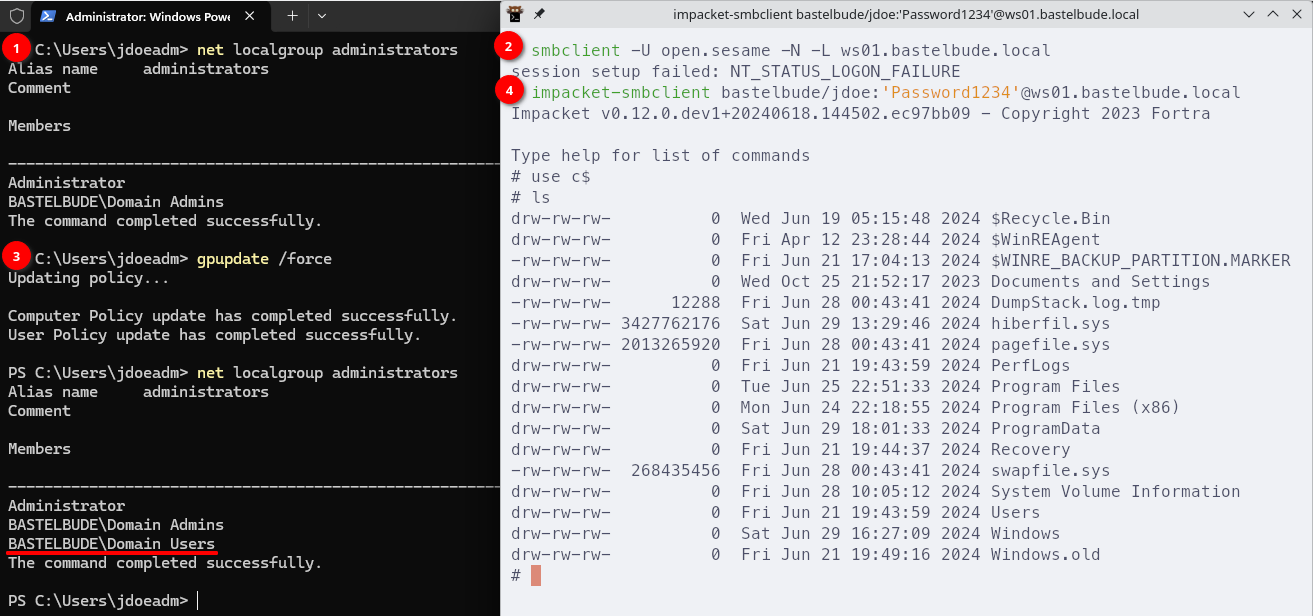 Administrator: Windows Powe
1 C:\Users\jdoeadm> net localgroup administrators
Alias name     administrators
Comment
Members
-------------------------------------------------------
Administrator
BASTELBUDE\Domain Admins
The command completed successfully.
3 C:\Users\jdoeadm> gpupdate /force
Updating policy...
Computer Policy update has completed successfully.
User Policy update has completed successfully.
PS C:\Users\jdoeadm> net localgroup administrators
Alias name     administrators
Comment
Members
-------------------------------------------------------
Administrator
BASTELBUDE\Domain Admins
BASTELBUDE\Domain Users
The command completed successfully.
PS C:\Users\jdoeadm>
impacket-smbclient bastelbude/jdoe:'Password1234'@ws01.bastelbude.local
2 smbclient -U open.sesame -N -L ws01.bastelbude.local
session setup failed: NT_STATUS_LOGON_FAILURE
4 impacket-smbclient bastelbude/jdoe:'Password1234'@ws01.bastelbude.local
Impacket v0.12.0.dev1+20240618.144502.ec97bb09 - Copyright 2023 Fortra
Type help for list of commands
# use c$
# ls
drw-rw-rw-          0  Wed Jun 19 05:15:48 2024 $Recycle.Bin
drw-rw-rw-          0  Fri Apr 12 23:28:44 2024 $WinREAgent
-rw-rw-rw-          0  Fri Jun 21 17:04:13 2024 $WINRE_BACKUP_PARTITION.MARKER
drw-rw-rw-          0  Wed Oct 25 21:52:17 2023 Documents and Settings
-rw-rw-rw-      12288  Fri Jun 28 00:43:41 2024 DumpStack.log.tmp
-rw-rw-rw- 3427762176  Sat Jun 29 13:29:46 2024 hiberfil.sys
-rw-rw-rw- 2013265920  Fri Jun 28 00:43:41 2024 pagefile.sys
drw-rw-rw-          0  Fri Jun 21 19:43:59 2024 PerfLogs
drw-rw-rw-          0  Tue Jun 25 22:51:33 2024 Program Files
drw-rw-rw-          0  Mon Jun 24 22:18:55 2024 Program Files (x86)
drw-rw-rw-          0  Sat Jun 29 18:01:33 2024 ProgramData
drw-rw-rw-          0  Fri Jun 21 19:44:37 2024 Recovery
-rw-rw-rw-  268435456  Fri Jun 28 00:43:41 2024 swapfile.sys
drw-rw-rw-          0  Fri Jun 28 10:05:12 2024 System Volume Information
drw-rw-rw-          0  Fri Jun 21 19:43:59 2024 Users
drw-rw-rw-          0  Sat Jun 29 16:27:09 2024 Windows
drw-rw-rw-          0  Fri Jun 21 19:49:16 2024 Windows.old
#